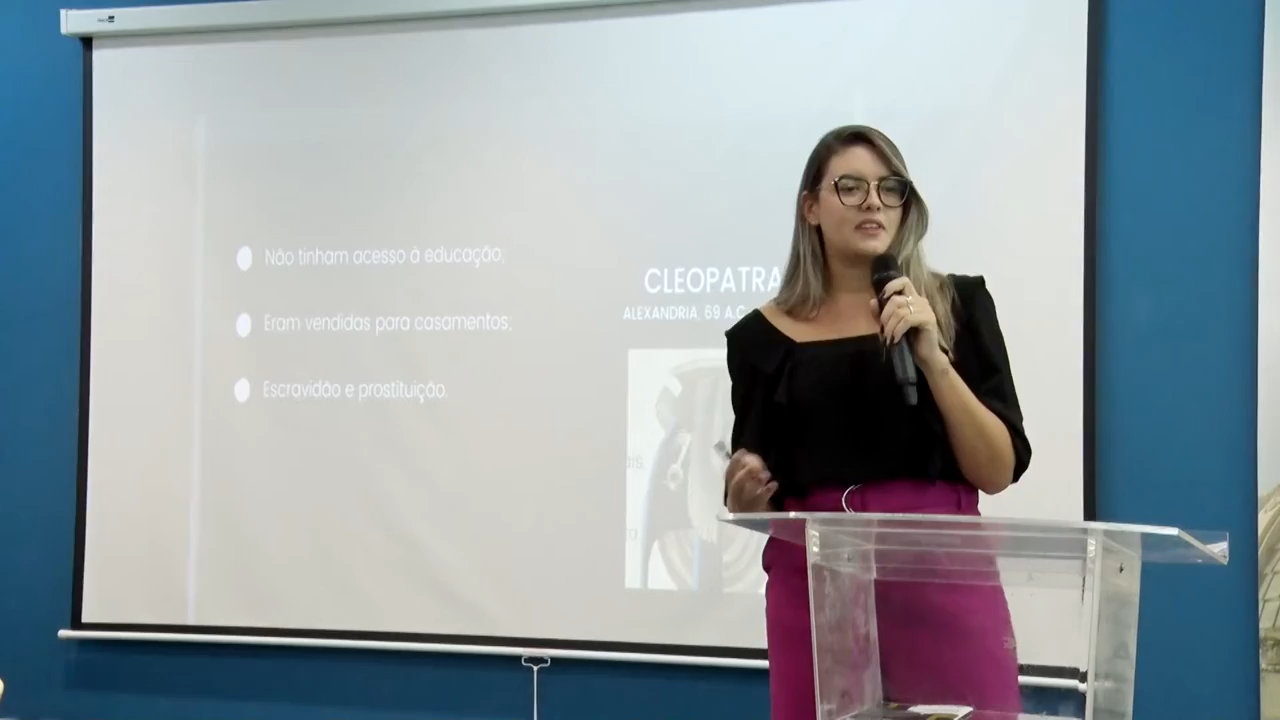 Não tinham acesso à educação;
Eram vendidas para casamentos;
Escravidão e prostituição.
CLEOPATRA
ALEXANDRIA, 69 A.C